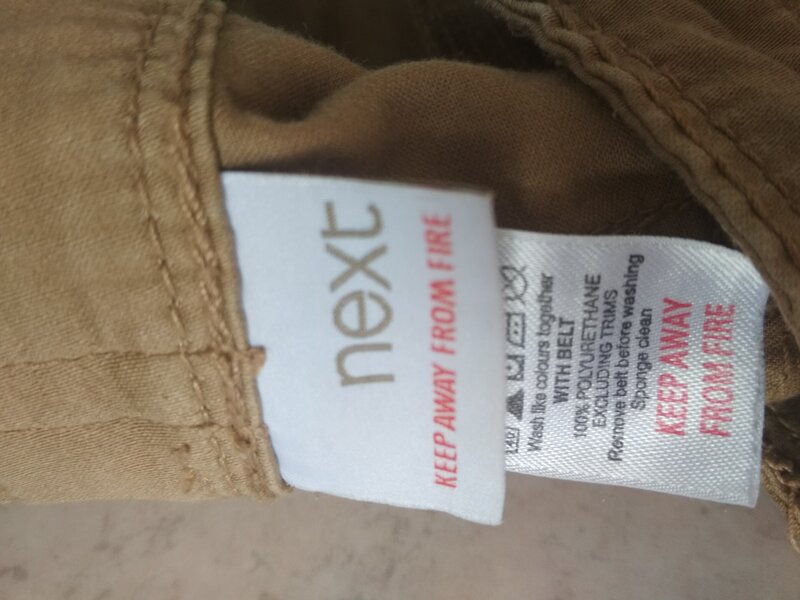 next
KEEP AWAY FROM FIRE
40
Wash like colours together
WITH BELT
100% POLYURETHANE
EXCLUDING TRIMS
Remove belt before washing
Sponge clean
KEEP AWAY
FROM FIRE